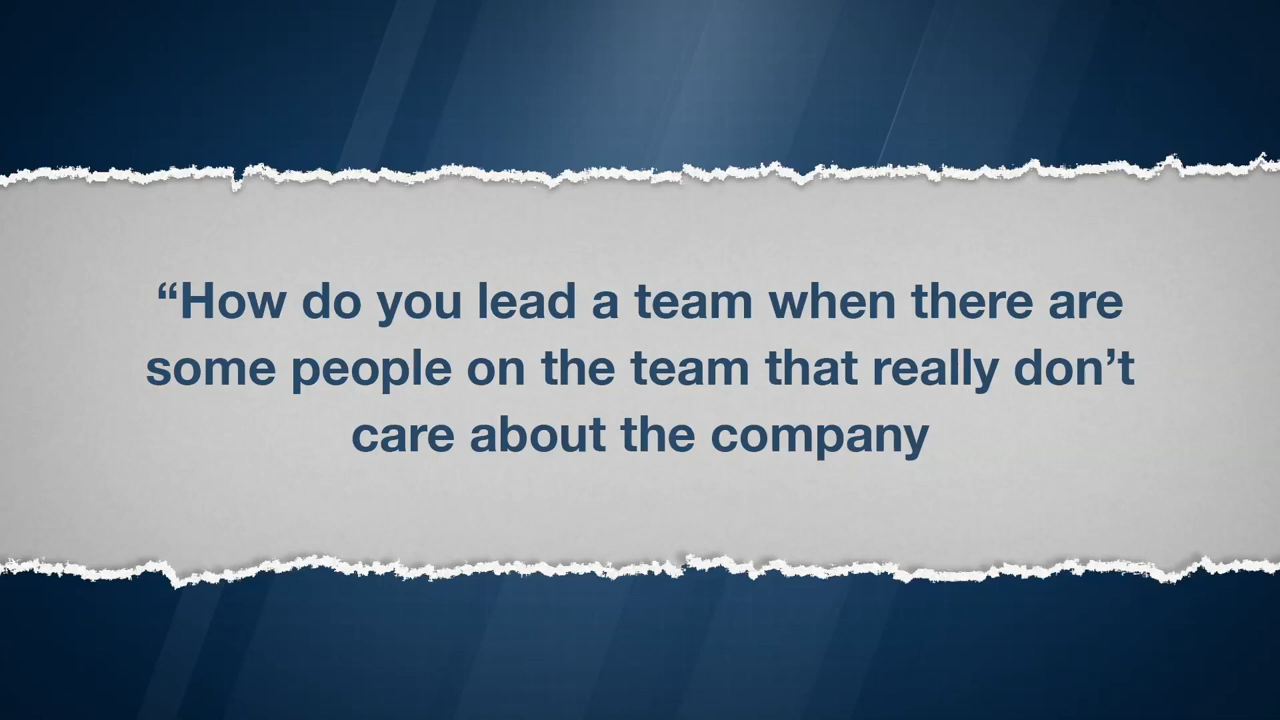 “How do you lead a team when there are
some people on the team that really don’t
care about the company